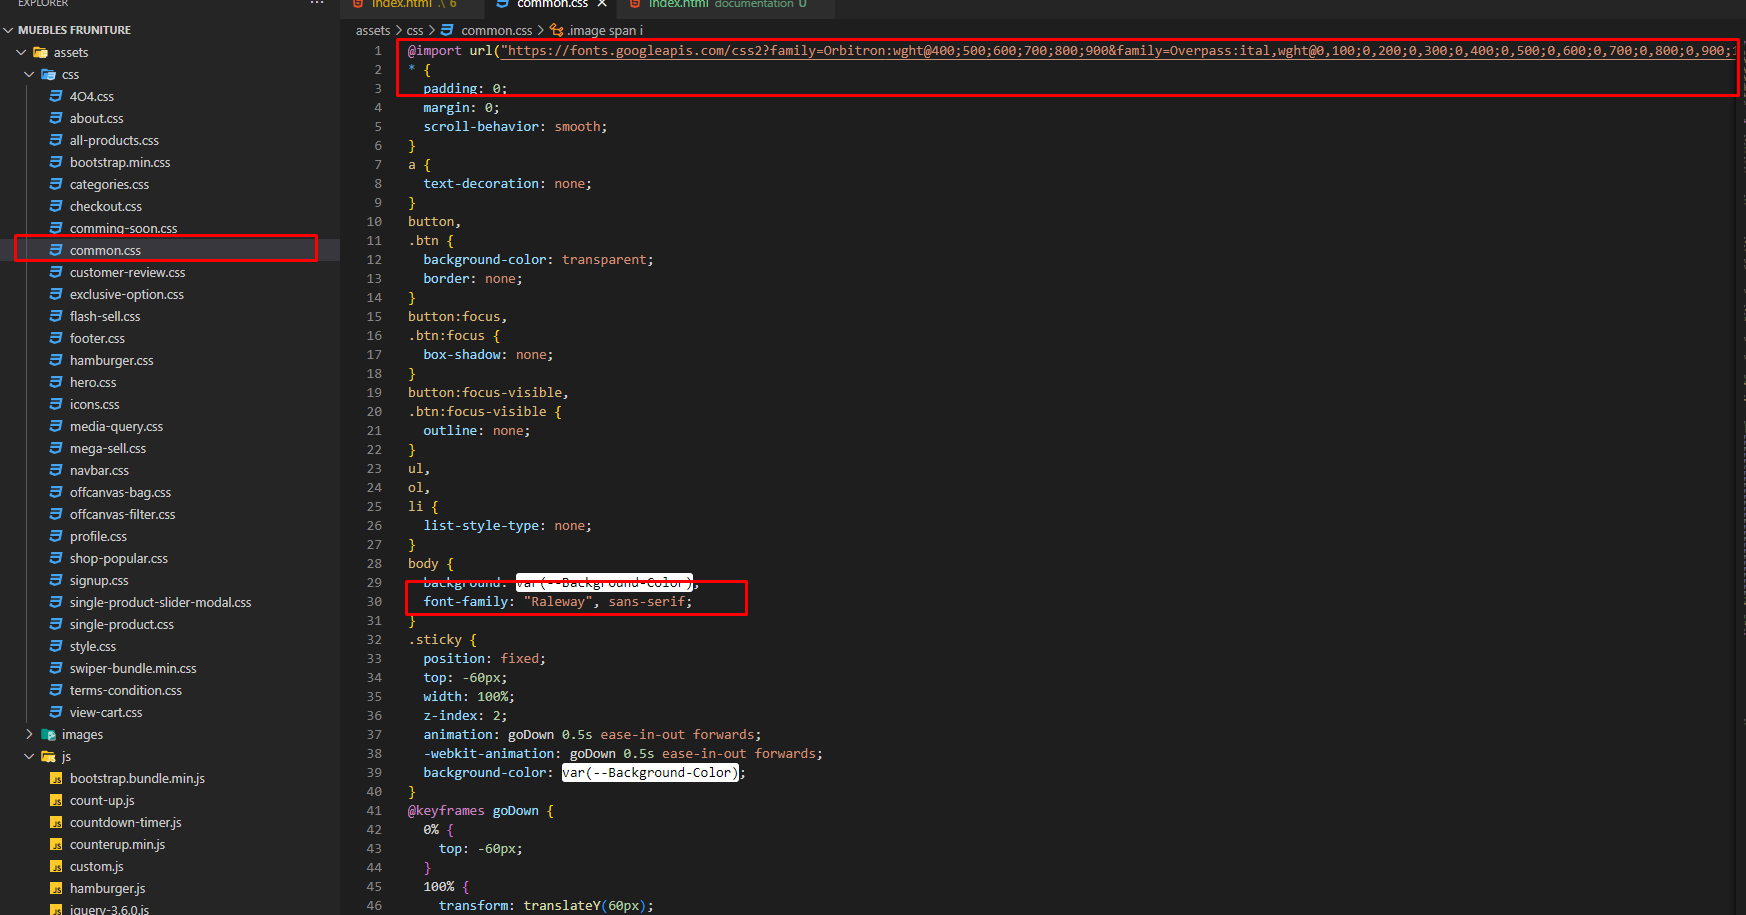 EXPLORER
···
index.html .\ 6
common.css ×
index.html documentation U
MUEBLES FRUNITURE
assets
css
4O4.css
about.css
all-products.css
bootstrap.min.css
categories.css
checkout.css
comming-soon.css
common.css
customer-review.css
exclusive-option.css
flash-sell.css
footer.css
hamburger.css
hero.css
icons.css
media-query.css
mega-sell.css
navbar.css
offcanvas-bag.css
offcanvas-filter.css
profile.css
shop-popular.css
signup.css
single-product-slider-modal.css
single-product.css
style.css
swiper-bundle.min.css
terms-condition.css
view-cart.css
images
js
bootstrap.bundle.min.js
count-up.js
countdown-timer.js
counterup.min.js
custom.js
hamburger.js
jquery-3.6.0.js
assets > css > common.css > .image span i
1 @import url("https://fonts.googleapis.com/css2?family=Orbitron:wght@400;500;600;700;800;900&family=Overpass:ital,wght@0,100;0,200;0,300;0,400;0,500;0,600;0,700;0,800;0,900;1
2 * {
3 padding: 0;
4 margin: 0;
5 scroll-behavior: smooth;
6 }
7 a {
8 text-decoration: none;
9 }
10 button,
11 .btn {
12 background-color: transparent;
13 border: none;
14 }
15 button:focus,
16 .btn:focus {
17 box-shadow: none;
18 }
19 button:focus-visible,
20 .btn:focus-visible {
21 outline: none;
22 }
23 ul,
24 ol,
25 li {
26 list-style-type: none;
27 }
28 body {
29 background: var(--Background-Color);
30 font-family: "Raleway", sans-serif;
31 }
32 .sticky {
33 position: fixed;
34 top: -60px;
35 width: 100%;
36 z-index: 2;
37 animation: goDown 0.5s ease-in-out forwards;
38 -webkit-animation: goDown 0.5s ease-in-out forwards;
39 background-color: var(--Background-Color);
40 }
41 @keyframes goDown {
42 0% {
43 top: -60px;
44 }
45 100% {
46 transform: translateY(60px);